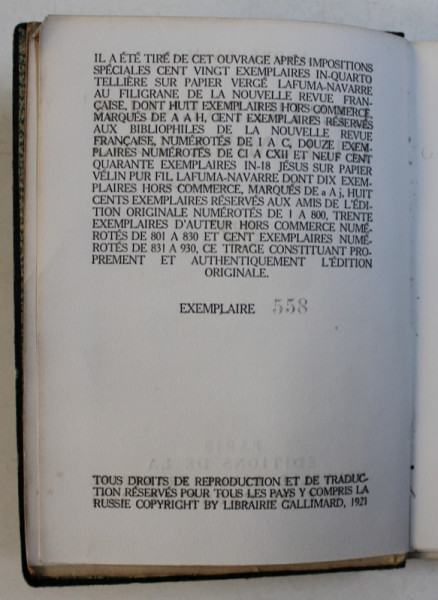 IL A ÉTÉ TIRÉ DE CET OUVRAGE APRÈS IMPOSITIONS
SPÉCIALES CENT VINGT EXEMPLAIRES IN-QUARTO
TELLIÈRE SUR PAPIER VERGÉ LAFUMA-NAVARRE
AU FILIGRANE DE LA NOUVELLE REVUE FRAN-
ÇAISE, DONT HUIT EXEMPLAIRES HORS COMMERCE,
MARQUÉS DE A A H, CENT EXEMPLAIRES RÉSERVÉS
AUX BIBLIOPHILES DE LA NOUVELLE REVUE
FRANÇAISE, NUMÉROTÉS DE I A C, DOUZE EXEM-
PLAIRES NUMÉROTÉS DE CI A CXII ET NEUF CENT
QUARANTE EXEMPLAIRES IN-18 JÉSUS SUR PAPIER
VÉLIN PUR FIL LAFUMA-NAVARRE DONT DIX EXEM-
PLAIRES HORS COMMERCE, MARQUÉS DE a A j, HUIT
CENTS EXEMPLAIRES RÉSERVÉS AUX AMIS DE L'ÉDI-
TION ORIGINALE NUMÉROTÉS DE 1 A 800, TRENTE
EXEMPLAIRES D'AUTEUR HORS COMMERCE NUMÉ-
ROTÉS DE 801 A 830 ET CENT EXEMPLAIRES NUMÉ-
ROTÉS DE 831 A 930, CE TIRAGE CONSTITUANT PRO-
PREMENT ET AUTHENTIQUEMENT L'ÉDITION
ORIGINALE.
EXEMPLAIRE 558
PARIS
ÉDITIONS DE LA
TOUS DROITS DE REPRODUCTION ET DE TRADUC-
TION RÉSERVÉS POUR TOUS LES PAYS Y COMPRIS LA
RUSSIE COPYRIGHT BY LIBRAIRIE GALLIMARD, 1921